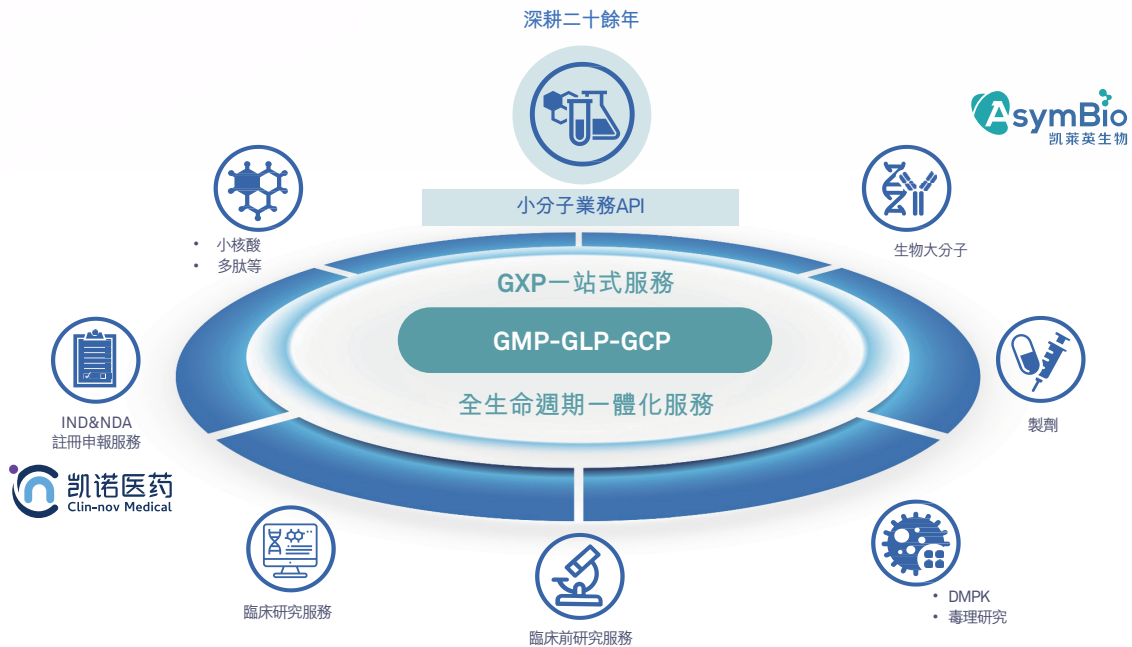 深耕二十餘年
AsymBio
凱萊英生物
小分子業務API
• 小核酸
• 多肽等
生物大分子
GXP一站式服務
GMP-GLP-GCP
全生命週期一體化服務
IND&NDA
註冊申報服務
製劑
凯诺医药
Clin-nov Medical
臨床研究服務
臨床前研究服務
• DMPK
• 毒理研究